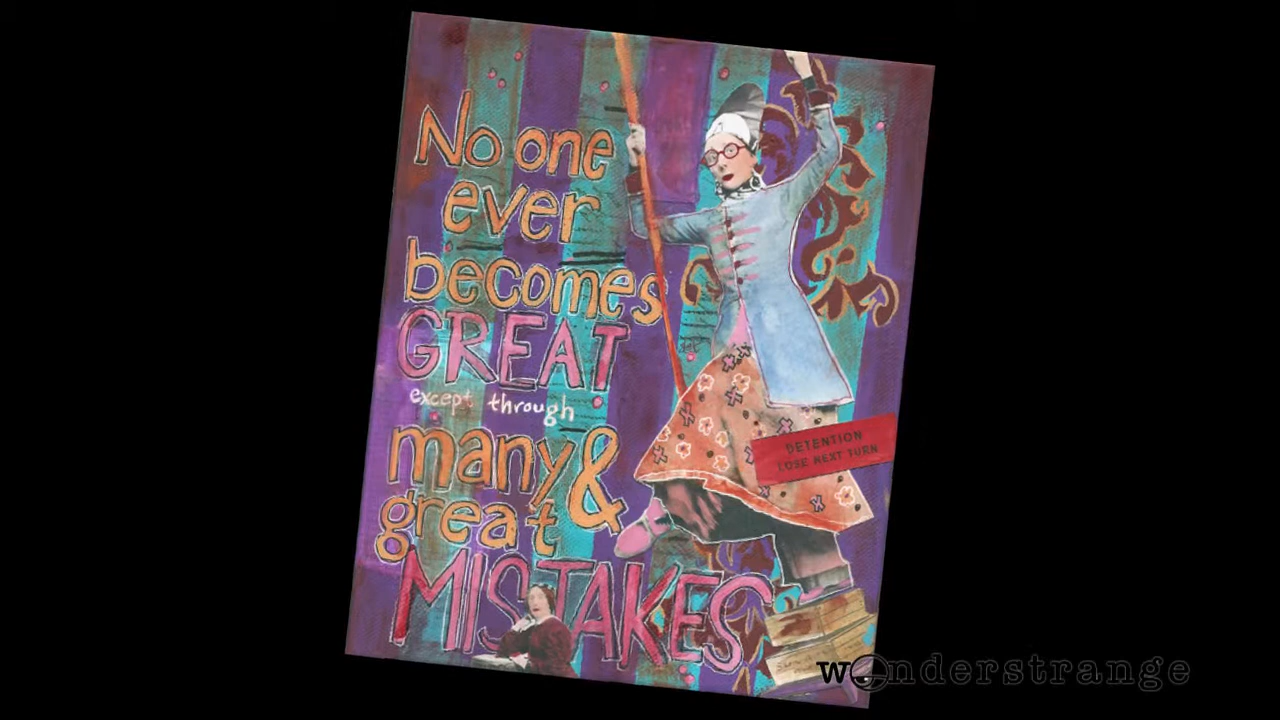 No one
ever
becomes
GREAT
except through
many &
great
MISTAKES
DETENTION
LOSE NEXT TURN
wonderstrange